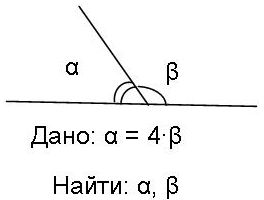 α β
Дано: α = 4·β
Найти: α, β